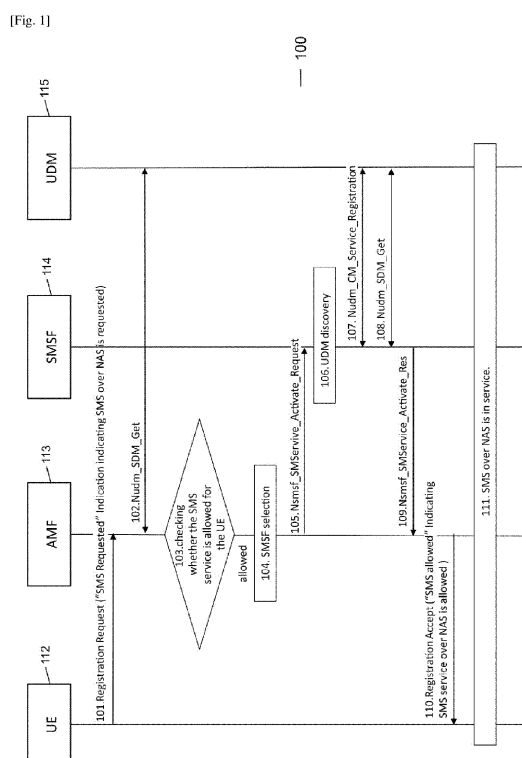 [Fig. 1]
100
UE
112
AMF
113
SMSF
114
UDM
115
101.Registration Request ("SMS Requested" Indication indicating SMS over NAS is requested)
102.Nudm_SDM_Get
103.checking
whether the SMS
service is allowed for
the UE
allowed
104. SMSF selection
105.Nsmsf_SMServive_Activate_Request
106.UDM discovery
107. Nudm_CM_Service_Registration
108. Nudm_SDM_Get
109.Nsmsf_SMService_Activate_Res
110.Registration Accept ("SMS allowed" Indicating
SMS service over NAS is allowed )
111. SMS over NAS is in service.